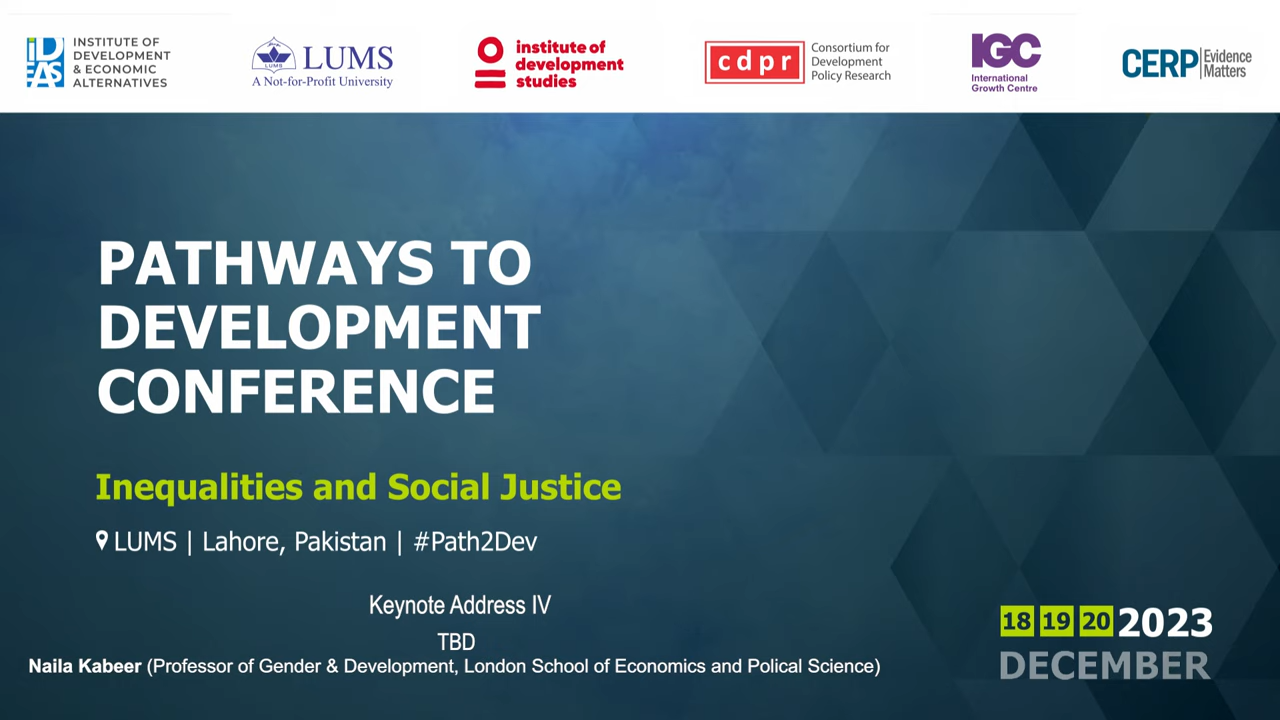 iDEAS
INSTITUTE OF
DEVELOPMENT
& ECONOMIC
ALTERNATIVES
LUMS
LUMS
A Not-for-Profit University
institute of
development
studies
cdpr
Consortium for
Development
Policy Research
IGC
International
Growth Centre
CERP
Evidence
Matters
PATHWAYS TO
DEVELOPMENT
CONFERENCE
Inequalities and Social Justice
LUMS | Lahore, Pakistan | #Path2Dev
Keynote Address IV
TBD
Naila Kabeer (Professor of Gender & Development, London School of Economics and Polical Science)
18 19 20 2023
DECEMBER